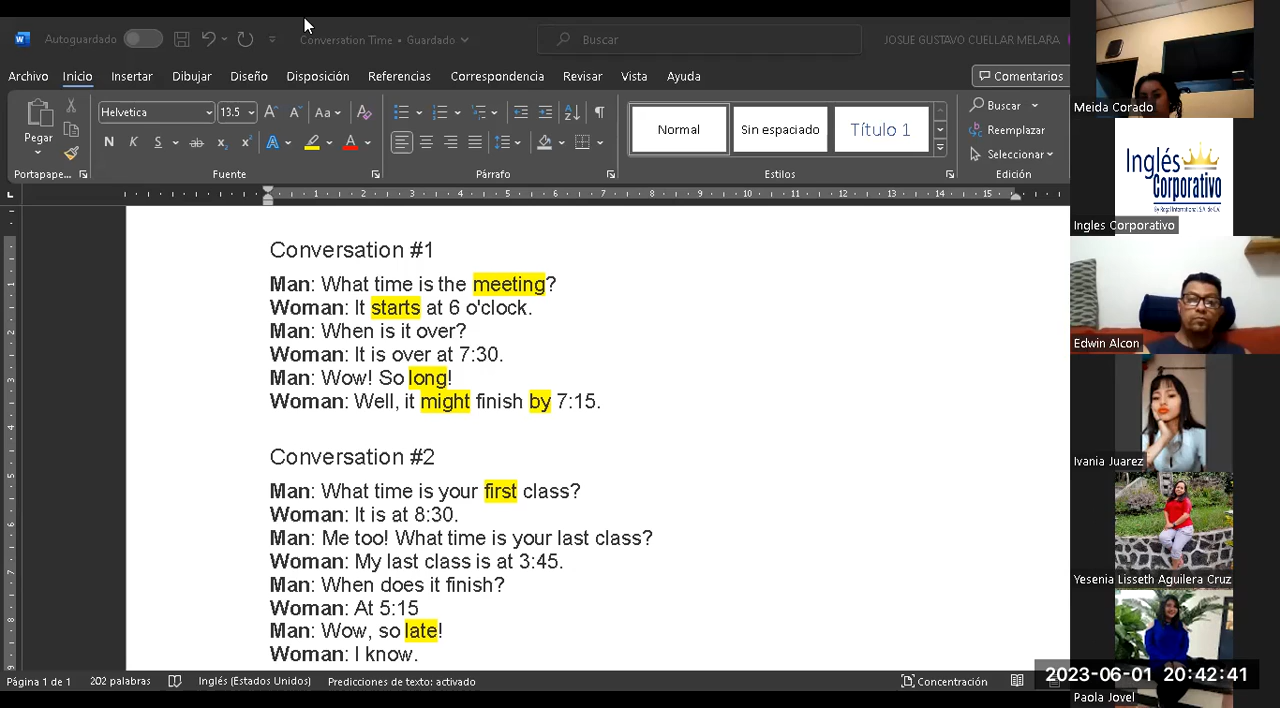 Autoguardado
Conversation Time • Guardado
Buscar
JOSUE GUSTAVO CUELLAR MELARA
Archivo Inicio Insertar Dibujar Diseño Disposición Referencias Correspondencia Revisar Vista Ayuda
Comentarios
Pegar
Helvetica 13.5
Normal
Sin espaciado
Título 1
Buscar
Reemplazar
Seleccionar
Portapape...
Fuente
Párrafo
Estilos
Edición
Conversation #1
Man: What time is the meeting?
Woman: It starts at 6 o'clock.
Man: When is it over?
Woman: It is over at 7:30.
Man: Wow! So long!
Woman: Well, it might finish by 7:15.
Conversation #2
Man: What time is your first class?
Woman: It is at 8:30.
Man: Me too! What time is your last class?
Woman: My last class is at 3:45.
Man: When does it finish?
Woman: At 5:15
Man: Wow, so late!
Woman: I know.
Página 1 de 1
202 palabras
Inglés (Estados Unidos)
Predicciones de texto: activado
Concentración
Meida Corado
Inglés
Corporativo
Ingles Corporativo
Edwin Alcon
Ivania Juarez
Yesenia Lisseth Aguilera Cruz
2023-06-01 20:42:41
Paola Jovel